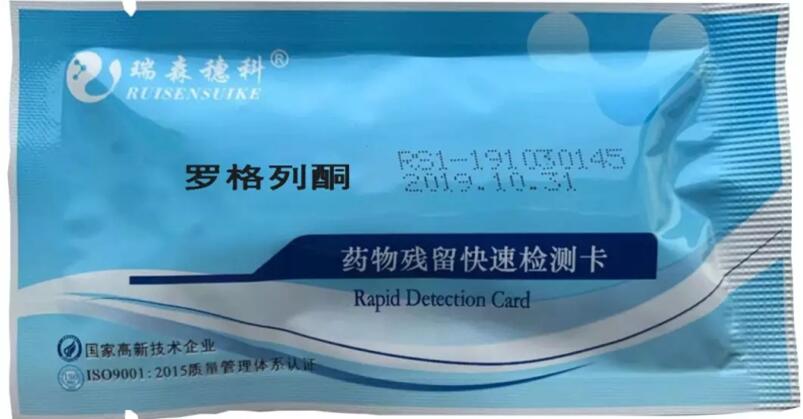 瑞森穗科®
RUISENSUIKE
罗格列酮
RS1-191030145
2019.10.31
药物残留快速检测卡
Rapid Detection Card
国家高新技术企业
ISO9001:2015质量管理体系认证